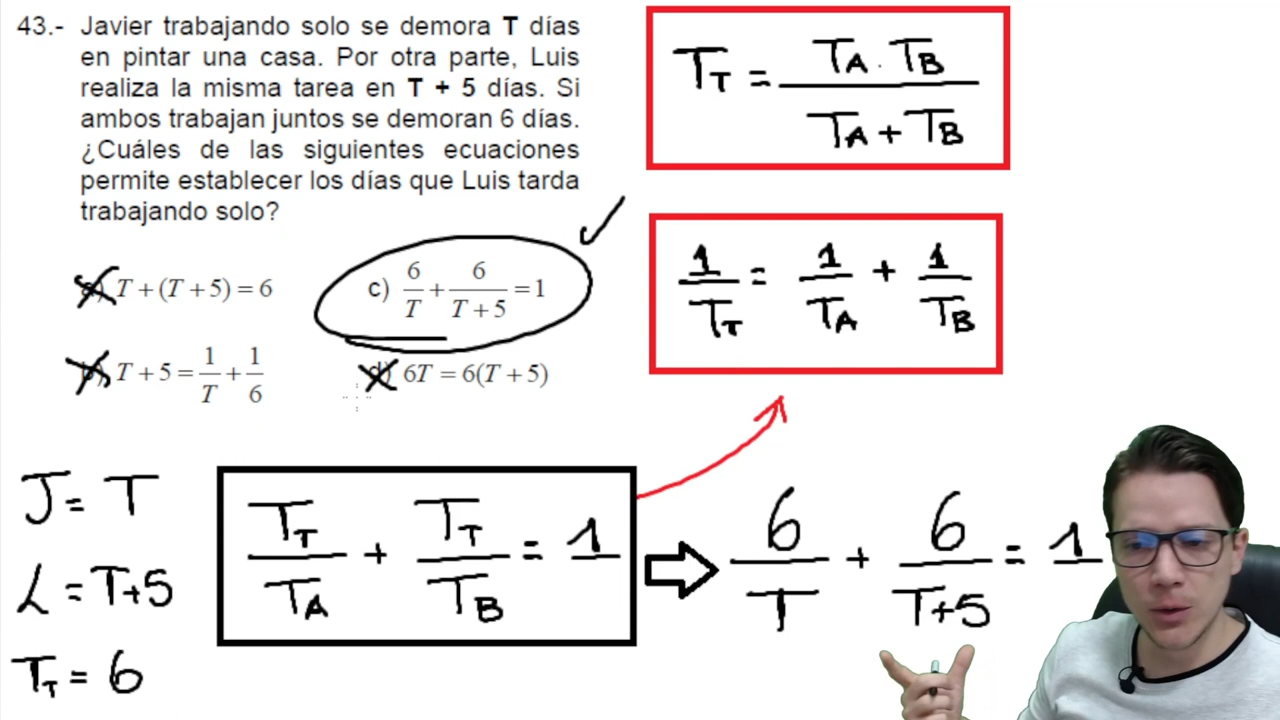 43.- Javier trabajando solo se demora T días
en pintar una casa. Por otra parte, Luis
realiza la misma tarea en T + 5 días. Si
ambos trabajan juntos se demoran 6 días.
¿Cuáles de las siguientes ecuaciones
permite establecer los días que Luis tarda
trabajando solo?
a) T + (T + 5) = 6
b) T + 5 = 1/T + 1/6
c) 6/T + 6/(T + 5) = 1
d) 6T = 6(T + 5)
T_T = (T_A . T_B)/(T_A + T_B)
1/T_T = 1/T_A + 1/T_B
J = T
L = T+5
T_T = 6
T_T/T_A + T_T/T_B = 1
6/T + 6/(T+5) = 1